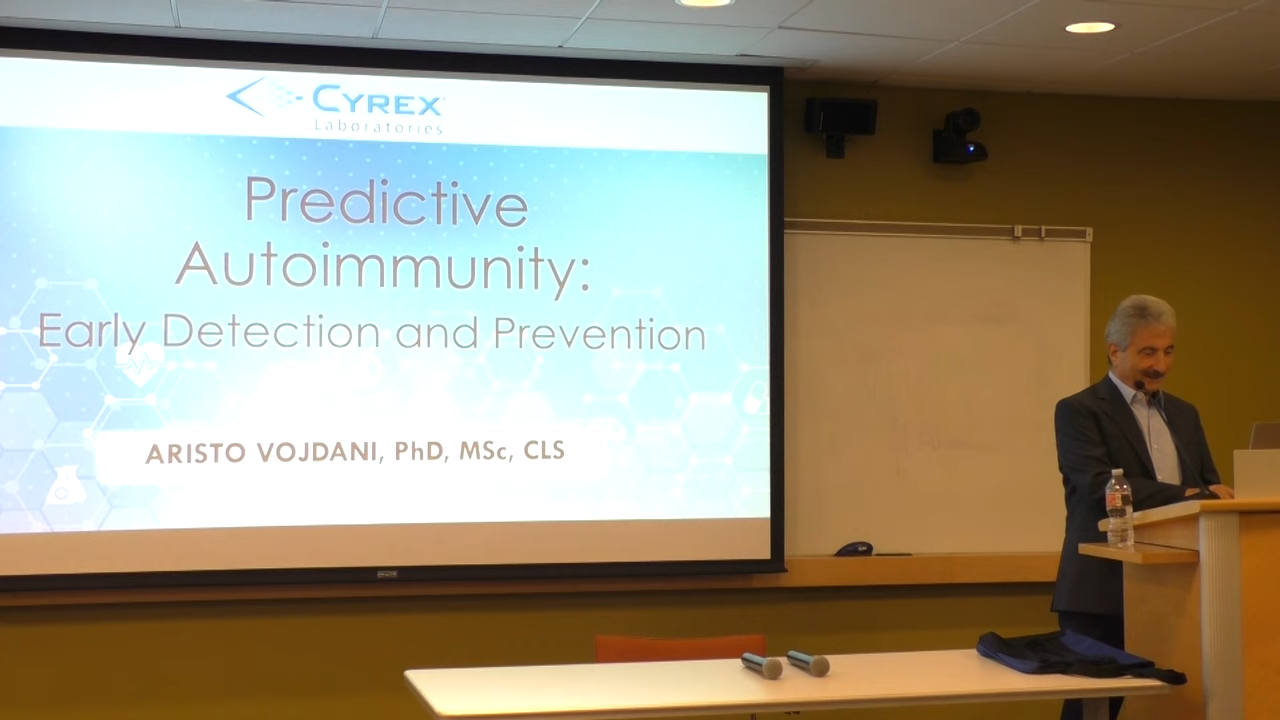 CYREX
Laboratories
Predictive
Autoimmunity:
Early Detection and Prevention
ARISTO VOJDANI, PhD, MSc, CLS